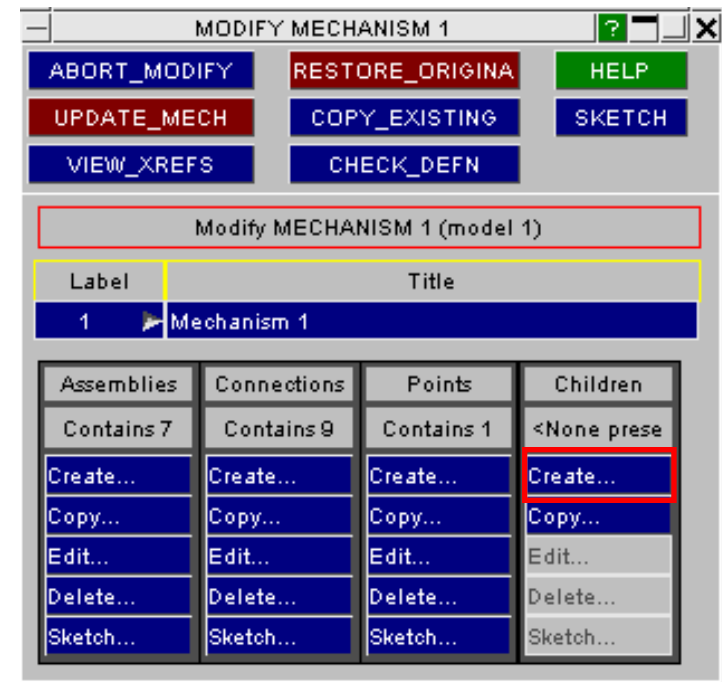 MODIFY MECHANISM 1 ?
ABORT_MODIFY RESTORE_ORIGINA HELP
UPDATE_MECH COPY_EXISTING SKETCH
VIEW_XREFS CHECK_DEFN
Modify MECHANISM 1 (model 1)
Label Title
1 Mechanism 1
Assemblies Connections Points Children
Contains 7 Contains 9 Contains 1 <None prese
Create... Create... Create... Create...
Copy... Copy... Copy... Copy...
Edit... Edit... Edit... Edit...
Delete... Delete... Delete... Delete...
Sketch... Sketch... Sketch... Sketch...